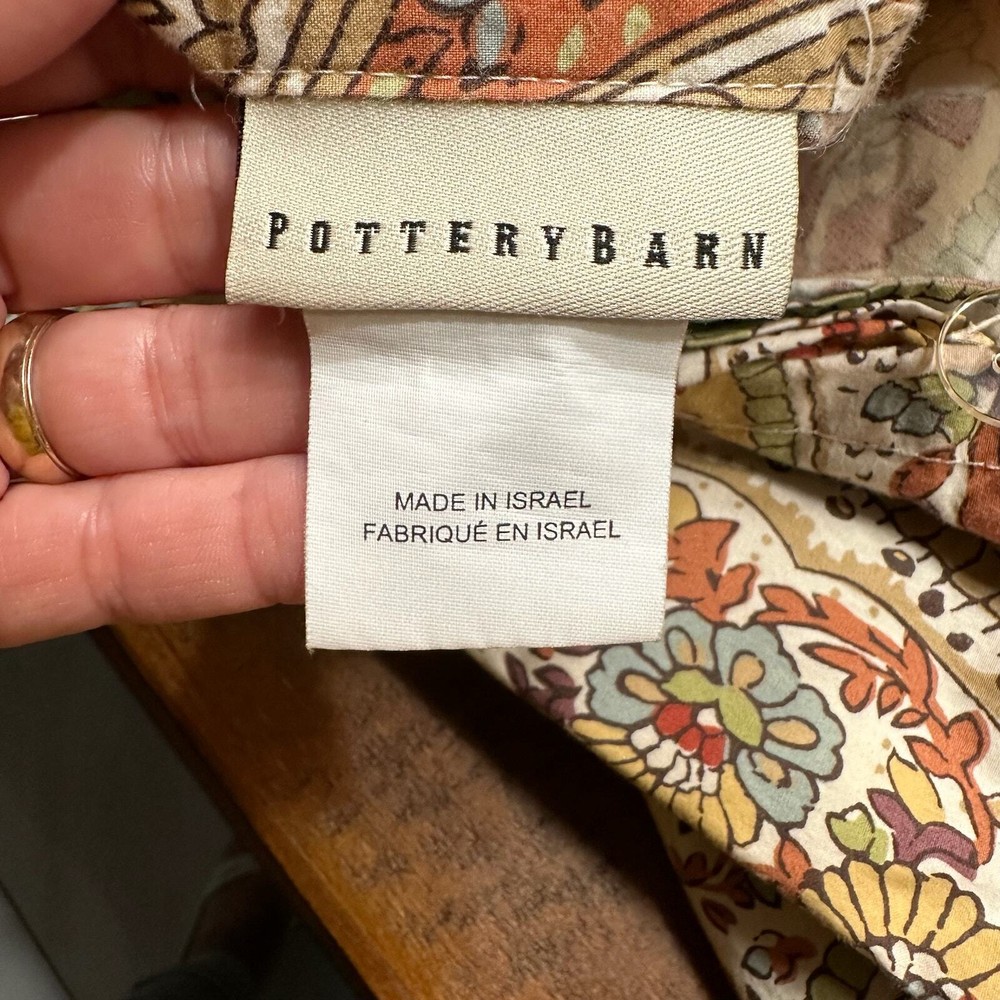 POTTERYBARN
MADE IN ISRAEL
FABRIQUÉ EN ISRAEL